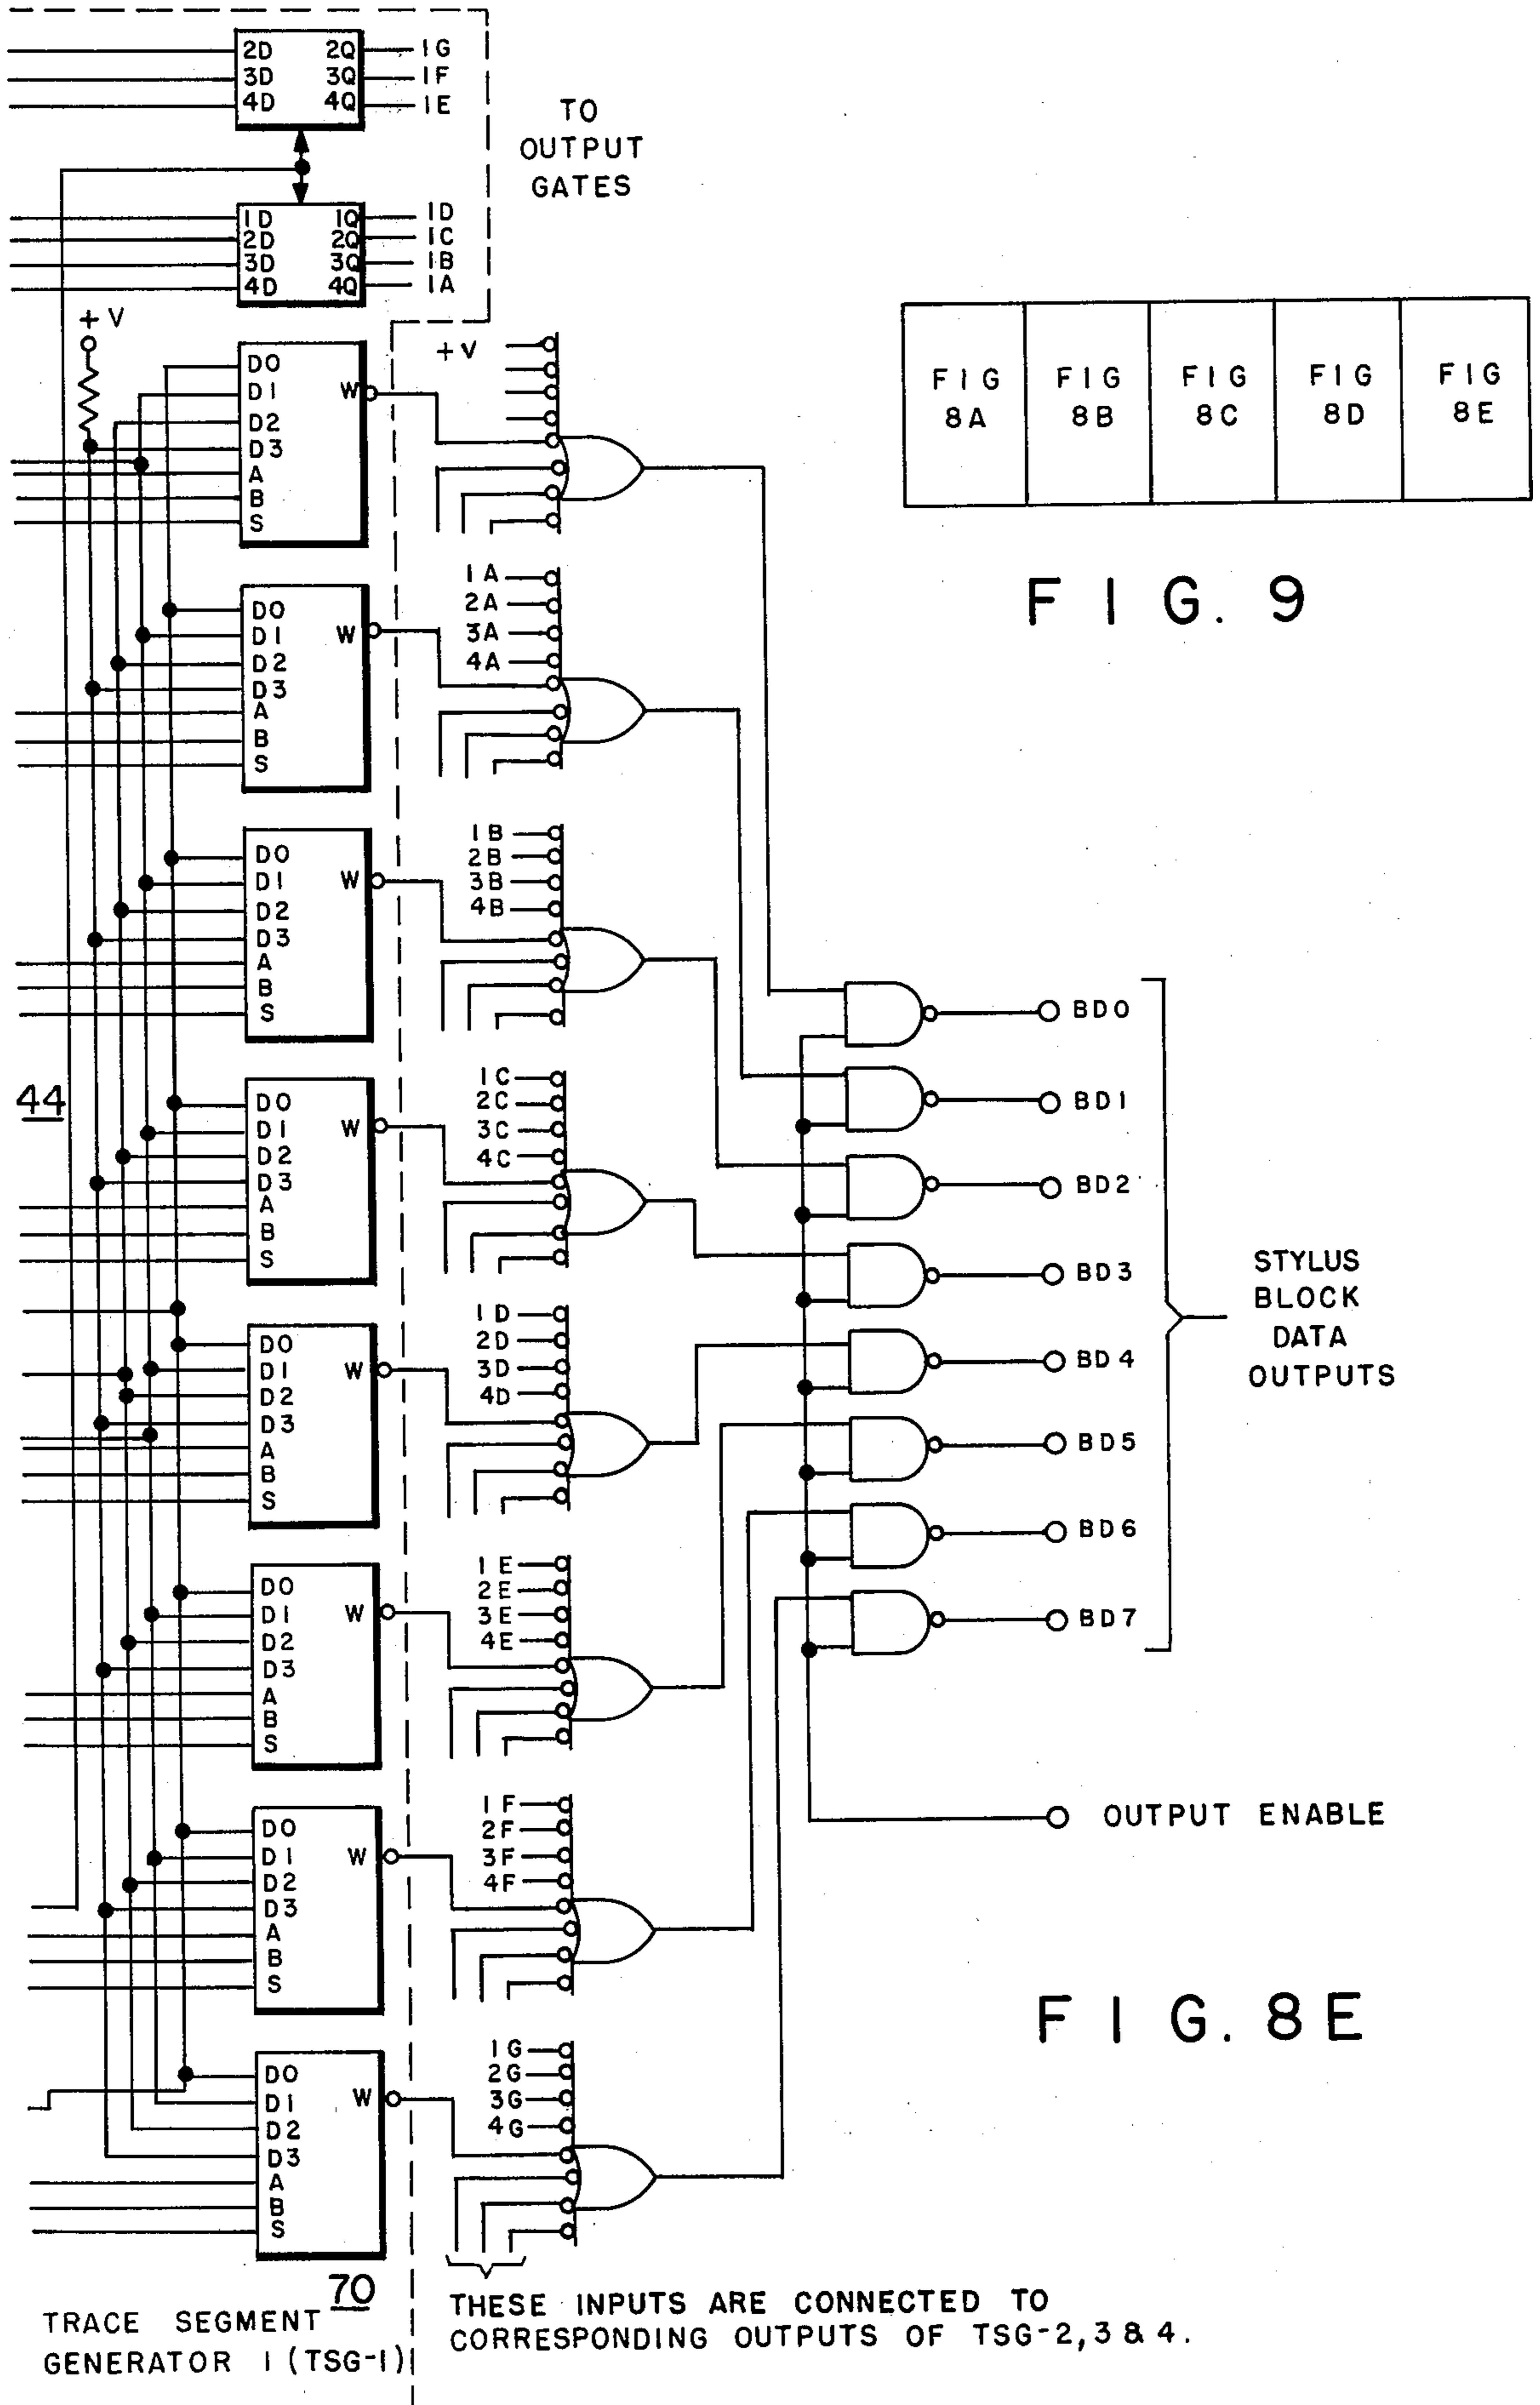 2D 2Q 1G
3D 3Q 1F
4D 4Q 1E
TO
OUTPUT
GATES
1D 1Q 1D
2D 2Q 1C
3D 3Q 1B
4D 4Q 1A
+V
D0
D1
D2
D3
A
B
S
W
+V
FIG 8A
FIG 8B
FIG 8C
FIG 8D
FIG 8E
FIG. 9
D0
D1
D2
D3
A
B
S
W
1A
2A
3A
4A
D0
D1
D2
D3
A
B
S
W
1B
2B
3B
4B
44
D0
D1
D2
D3
A
B
S
W
1C
2C
3C
4C
D0
D1
D2
D3
A
B
S
W
1D
2D
3D
4D
D0
D1
D2
D3
A
B
S
W
1E
2E
3E
4E
D0
D1
D2
D3
A
B
S
W
1F
2F
3F
4F
D0
D1
D2
D3
A
B
S
W
1G
2G
3G
4G
BD0
BD1
BD2
BD3
BD4
BD5
BD6
BD7
STYLUS
BLOCK
DATA
OUTPUTS
OUTPUT ENABLE
FIG. 8E
70
TRACE SEGMENT
GENERATOR 1 (TSG-1)
THESE INPUTS ARE CONNECTED TO
CORRESPONDING OUTPUTS OF TSG-2,3 & 4.